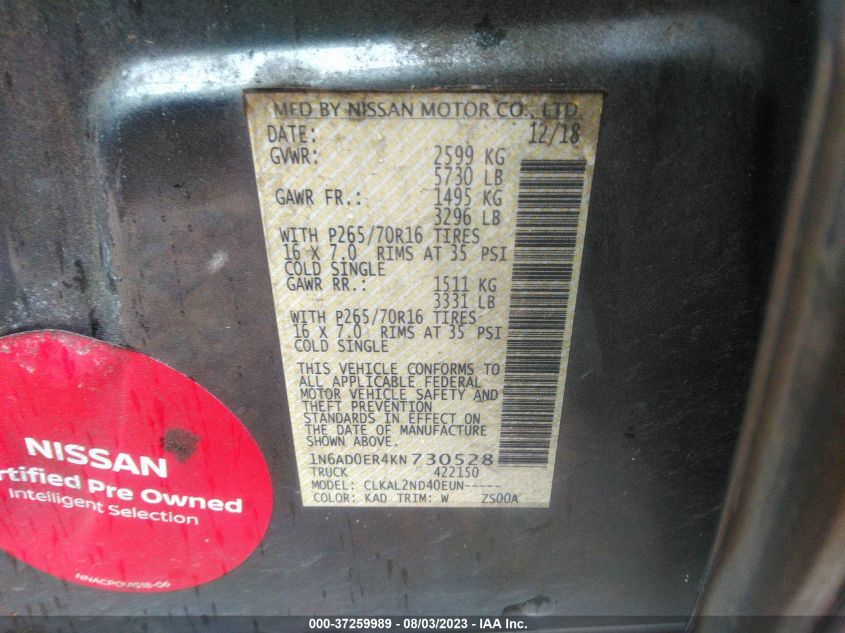 MFD BY NISSAN MOTOR CO., LTD.
DATE: 12/18
GVWR: 2599 KG
5730 LB
GAWR FR.: 1495 KG
3296 LB
WITH P265/70R16 TIRES
16 X 7.0 RIMS AT 35 PSI
COLD SINGLE
GAWR RR.: 1511 KG
3331 LB
WITH P265/70R16 TIRES
16 X 7.0 RIMS AT 35 PSI
COLD SINGLE
THIS VEHICLE CONFORMS TO
ALL APPLICABLE FEDERAL
MOTOR VEHICLE SAFETY AND
THEFT PREVENTION
STANDARDS IN EFFECT ON
THE DATE OF MANUFACTURE
SHOWN ABOVE.
1N6AD0ER4KN730528
TRUCK 422150
MODEL: CLKAL2ND40EUN-----
COLOR: KAD TRIM: W ZS00A
NISSAN
Certified Pre Owned
Intelligent Selection
000-37259989 - 08/03/2023 - IAA Inc.